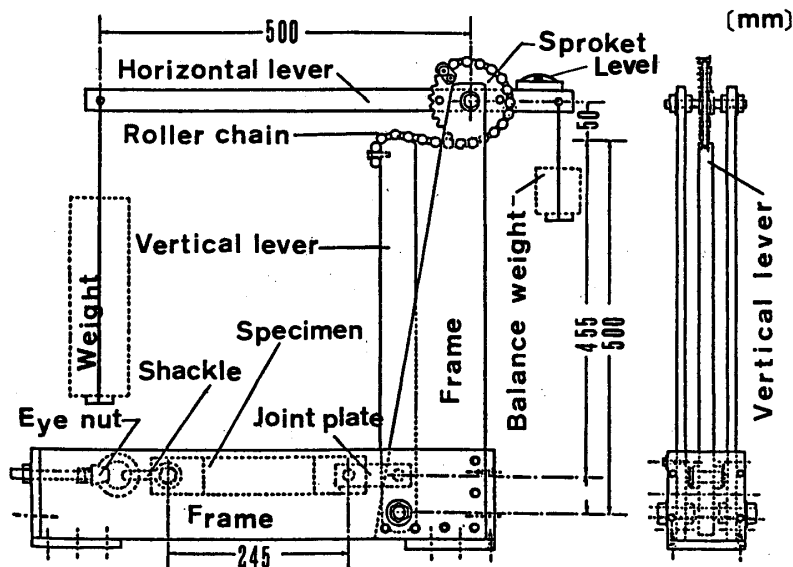 (mm)
500
Sproket
Level
Horizontal lever
Roller chain
50
Vertical lever
Weight
Specimen
Shackle
Eye nut
Joint plate
Frame
Balance weight
455
500
Vertical lever
Frame
245